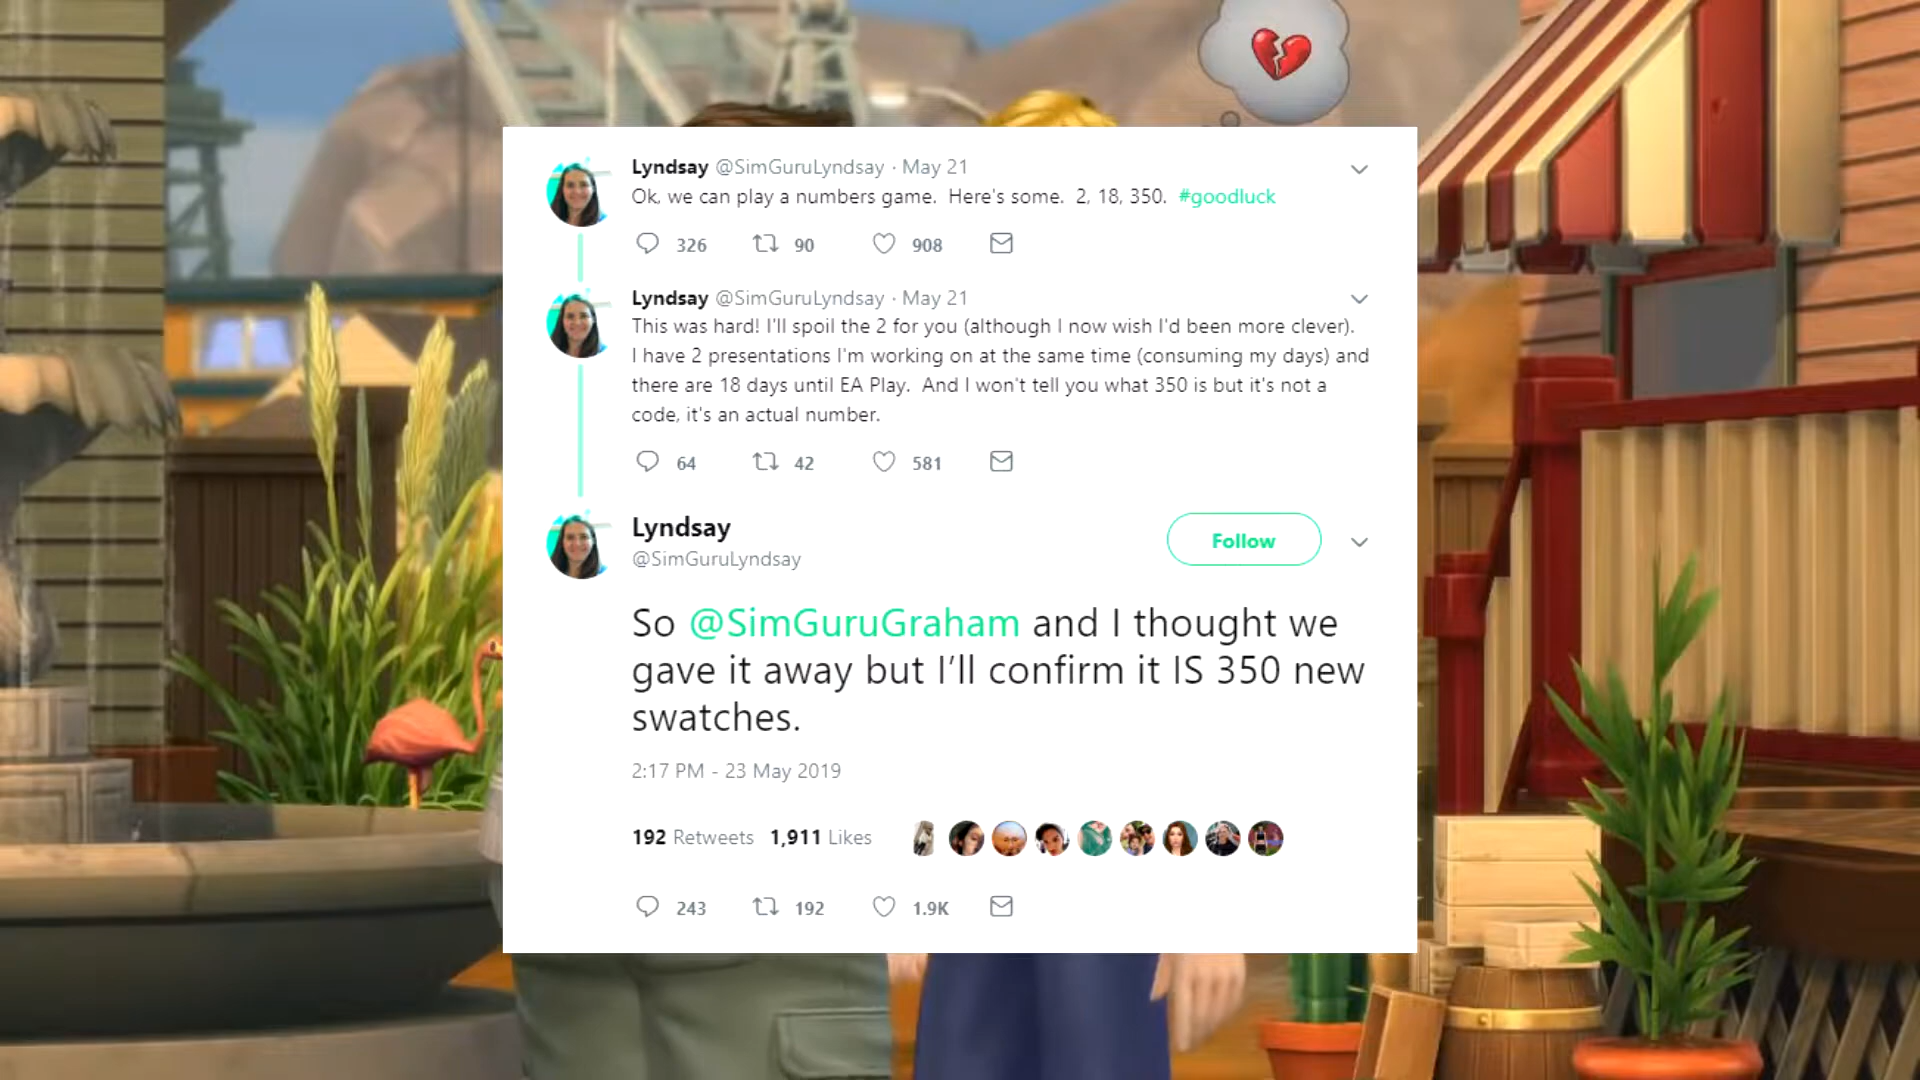 Lyndsay @SimGuruLyndsay · May 21
Ok, we can play a numbers game.  Here's some.  2, 18, 350.  #goodluck
326 90 908
Lyndsay @SimGuruLyndsay · May 21
This was hard! I'll spoil the 2 for you (although I now wish I'd been more clever).
I have 2 presentations I'm working on at the same time (consuming my days) and
there are 18 days until EA Play.  And I won't tell you what 350 is but it's not a
code, it's an actual number.
64 42 581
Lyndsay
@SimGuruLyndsay
Follow
So @SimGuruGraham and I thought we
gave it away but I’ll confirm it IS 350 new
swatches.
2:17 PM - 23 May 2019
192 Retweets 1,911 Likes
243 192 1.9K